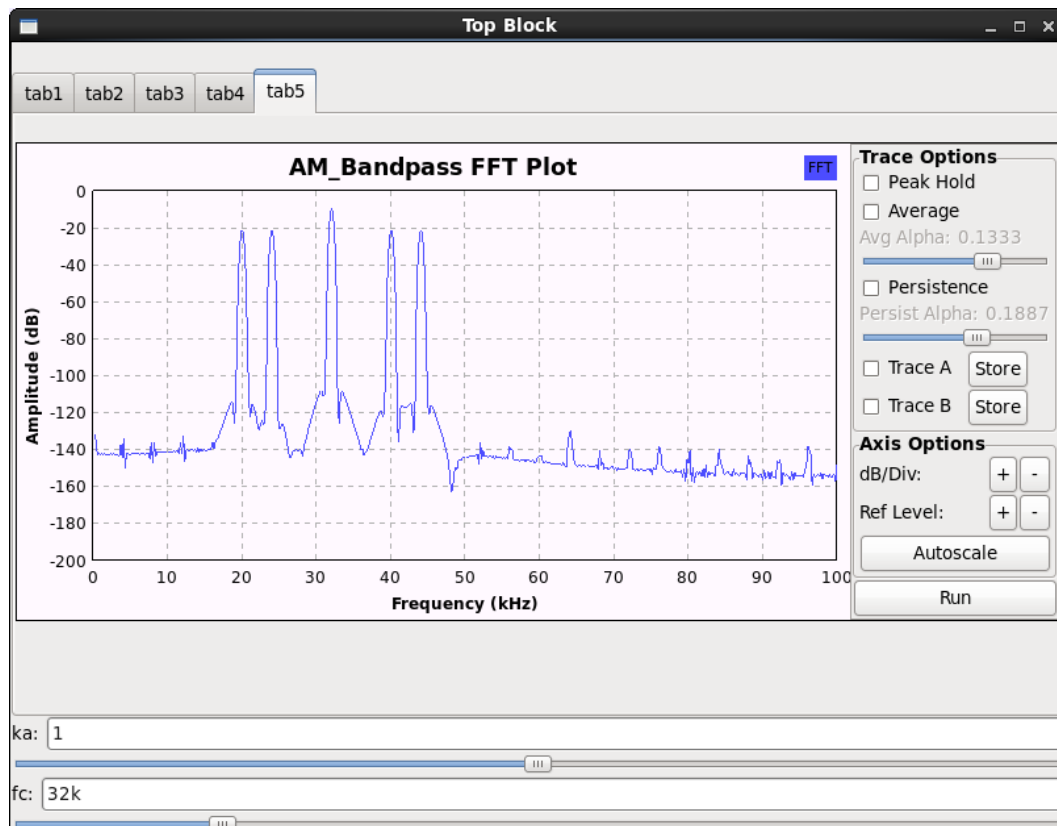 Top Block
tab1 tab2 tab3 tab4 tab5
AM_Bandpass FFT Plot
FFT
Amplitude (dB)
0
-20
-40
-60
-80
-100
-120
-140
-160
-180
-200
0 10 20 30 40 50 60 70 80 90 100
Frequency (kHz)
Trace Options
Peak Hold
Average
Avg Alpha: 0.1333
Persistence
Persist Alpha: 0.1887
Trace A Store
Trace B Store
Axis Options
dB/Div: + -
Ref Level: + -
Autoscale
Run
ka: 1
fc: 32k